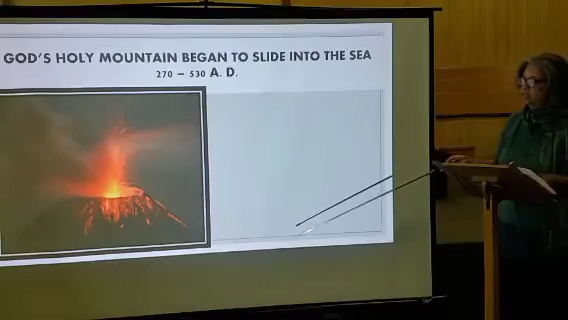 GOD'S HOLY MOUNTAIN BEGAN TO SLIDE INTO THE SEA
270 – 530 A. D.